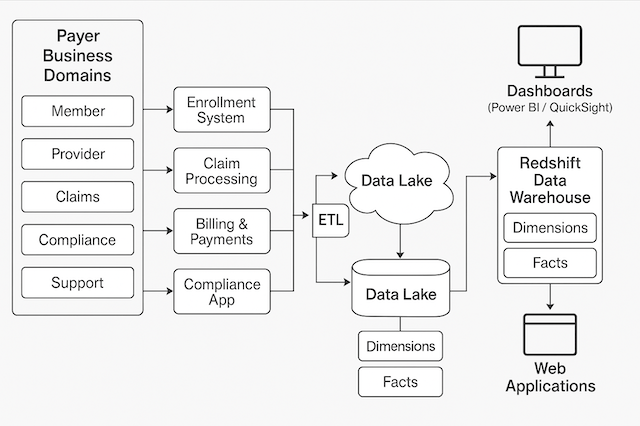 Payer
Business
Domains
Member
Provider
Claims
Compliance
Support
Enrollment
System
Claim
Processing
Billing &
Payments
Compliance
App
ETL
Data Lake
Data Lake
Dimensions
Facts
Dashboards
(Power BI / QuickSight)
Redshift
Data
Warehouse
Dimensions
Facts
Web
Applications